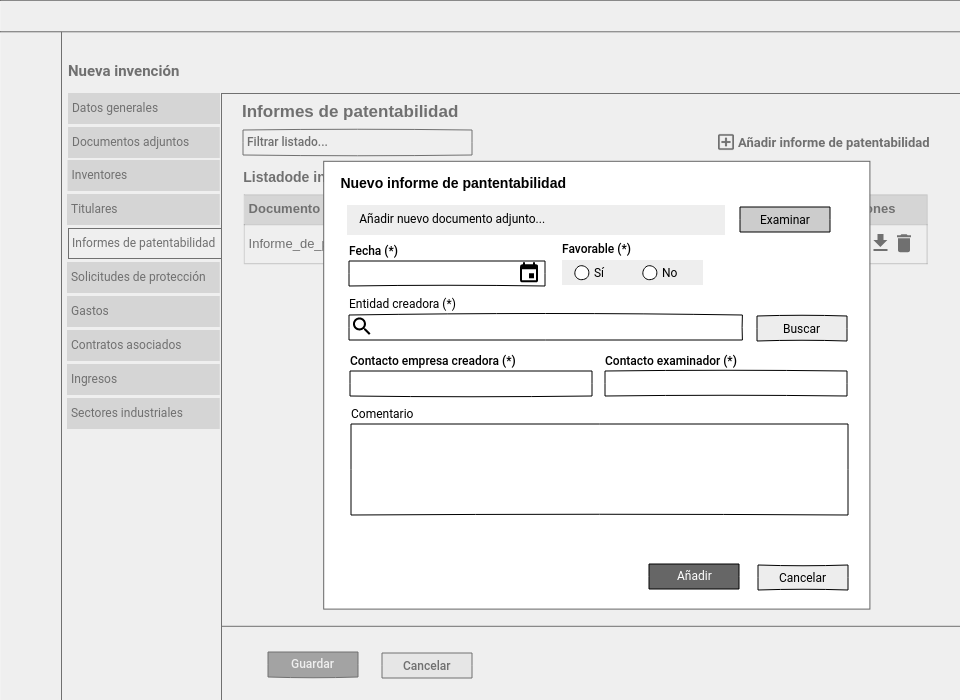 Nueva invención
Datos generales
Documentos adjuntos
Inventores
Titulares
Informes de patentabilidad
Solicitudes de protección
Gastos
Contratos asociados
Ingresos
Sectores industriales
Informes de patentabilidad
Filtrar listado...
Añadir informe de patentabilidad
Listadode in
Documento
ones
Informe_de_p
Nuevo informe de pantentabilidad
Añadir nuevo documento adjunto...
Examinar
Fecha (*)
Favorable (*)
Sí
No
Entidad creadora (*)
Buscar
Contacto empresa creadora (*)
Contacto examinador (*)
Comentario
Añadir
Cancelar
Guardar
Cancelar